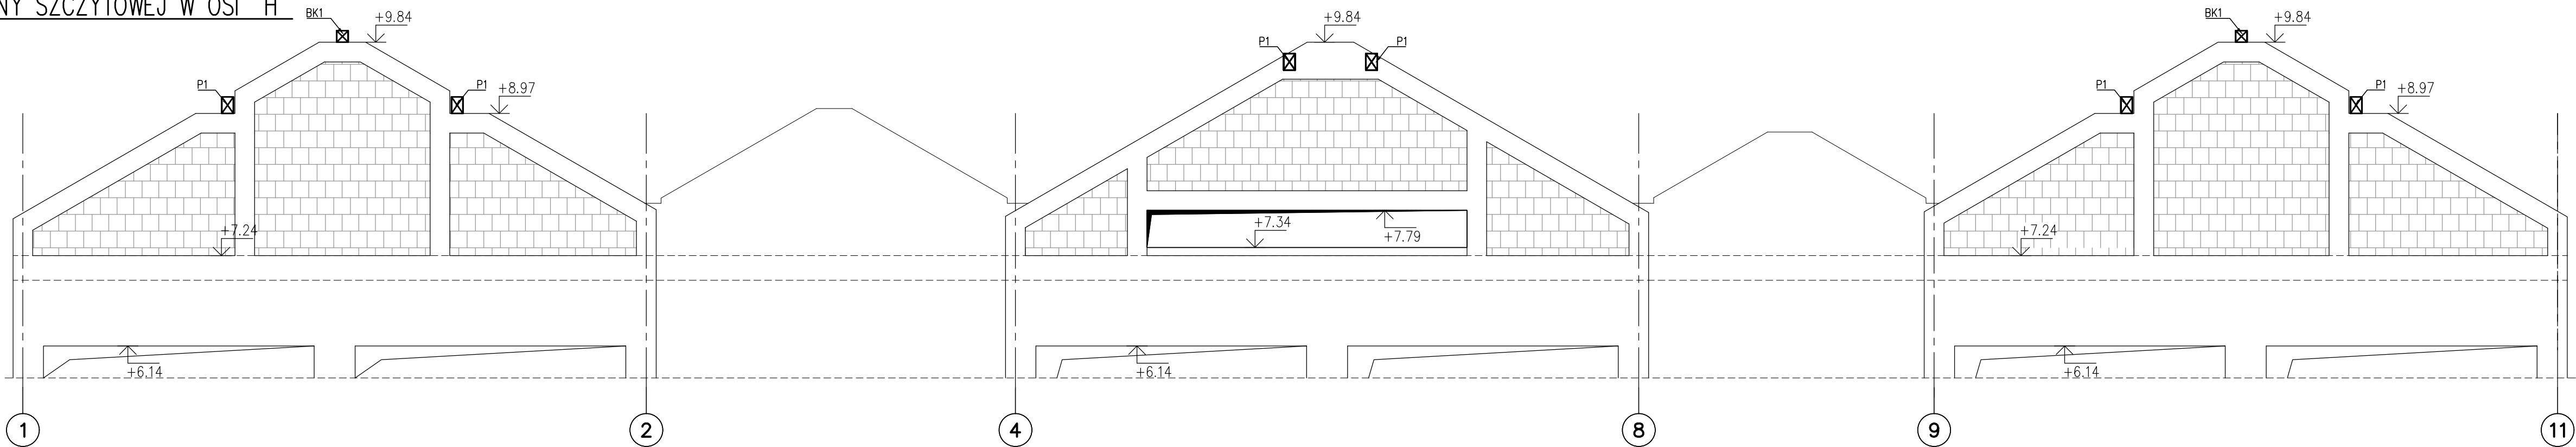 NY SZCZYTOWEJ W OSI H
BK1
+9.84
P1
P1
+8.97
+7.24
+6.14
+9.84
P1
P1
+7.34
+7.79
+6.14
BK1
+9.84
P1
P1
+8.97
+7.24
+6.14
1
2
4
8
9
11